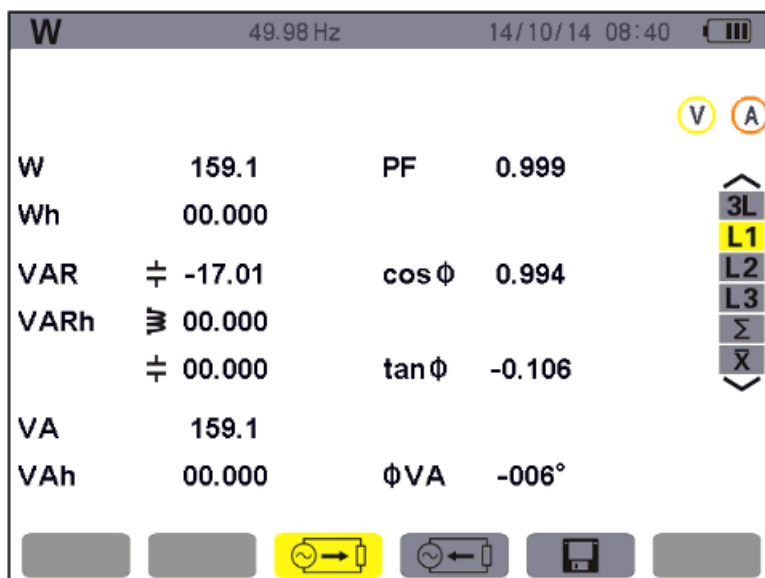 W 49.98 Hz 14/10/14 08:40
V A
W 159.1 PF 0.999
Wh 00.000
VAR -17.01 cosΦ 0.994
VARh 00.000
00.000 tanΦ -0.106
VA 159.1
VAh 00.000 ΦVA -006°
3L
L1
L2
L3
Σ
X̅